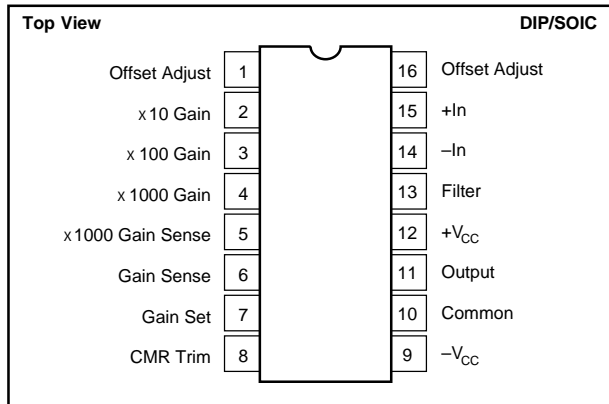 Top View DIP/SOIC
Offset Adjust 1 16 Offset Adjust
x10 Gain 2 15 +In
x 100 Gain 3 14 –In
x 1000 Gain 4 13 Filter
x1000 Gain Sense 5 12 +VCC
Gain Sense 6 11 Output
Gain Set 7 10 Common
CMR Trim 8 9 –VCC